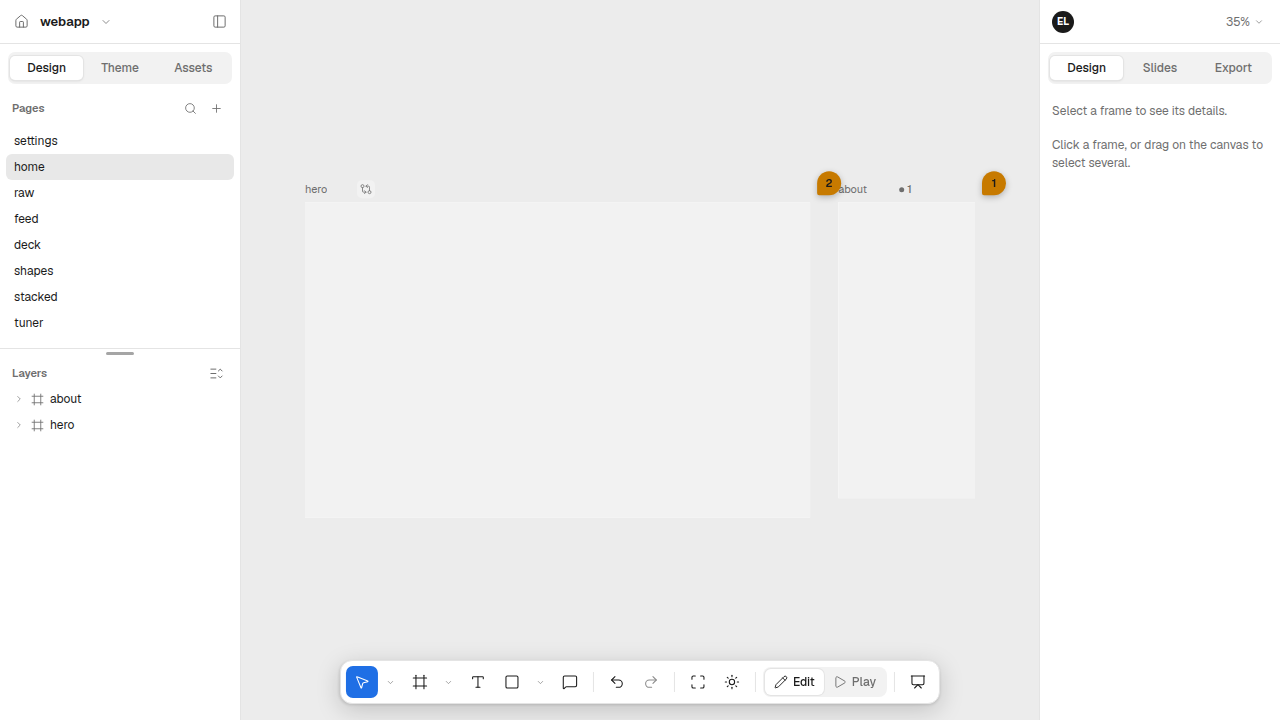 webapp
Design
Theme
Assets
Pages
settings
home
raw
feed
deck
shapes
stacked
tuner
Layers
about
hero
hero
2
about
1
1
Edit
Play
EL
35%
Design
Slides
Export
Select a frame to see its details.
Click a frame, or drag on the canvas to
select several.